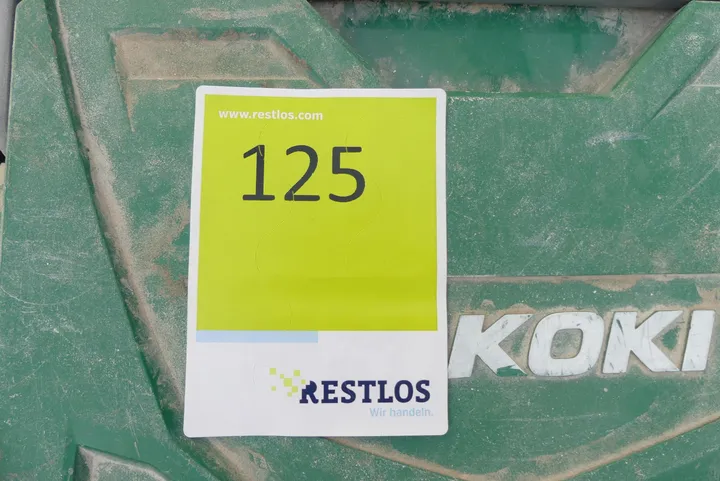 www.restlos.com
125
KOKI
RESTLOS
Wir handeln.